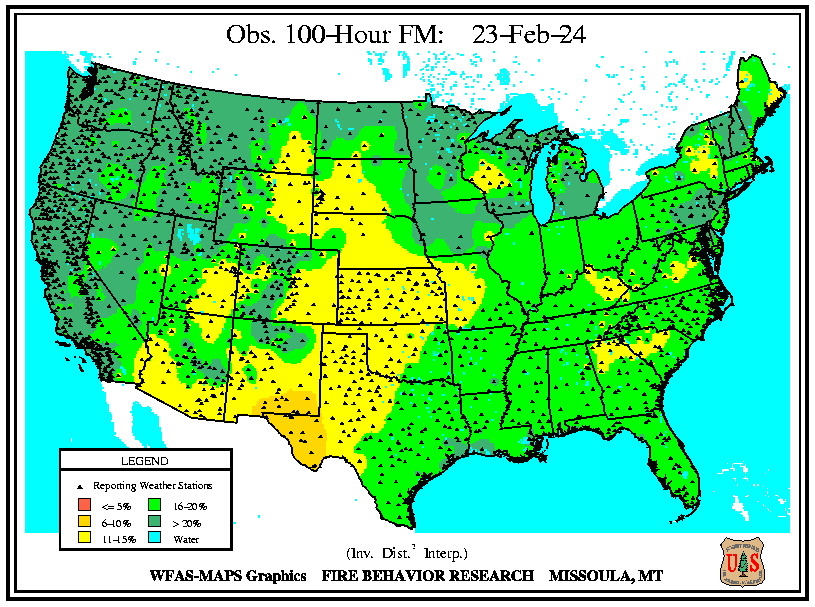 Obs. 100-Hour FM: 23-Feb-24
LEGEND
Reporting Weather Stations
<= 5% 16-20%
6-10% > 20%
11-15% Water
(Inv. Dist.² Interp.)
WFAS-MAPS Graphics FIRE BEHAVIOR RESEARCH MISSOULA, MT
U S